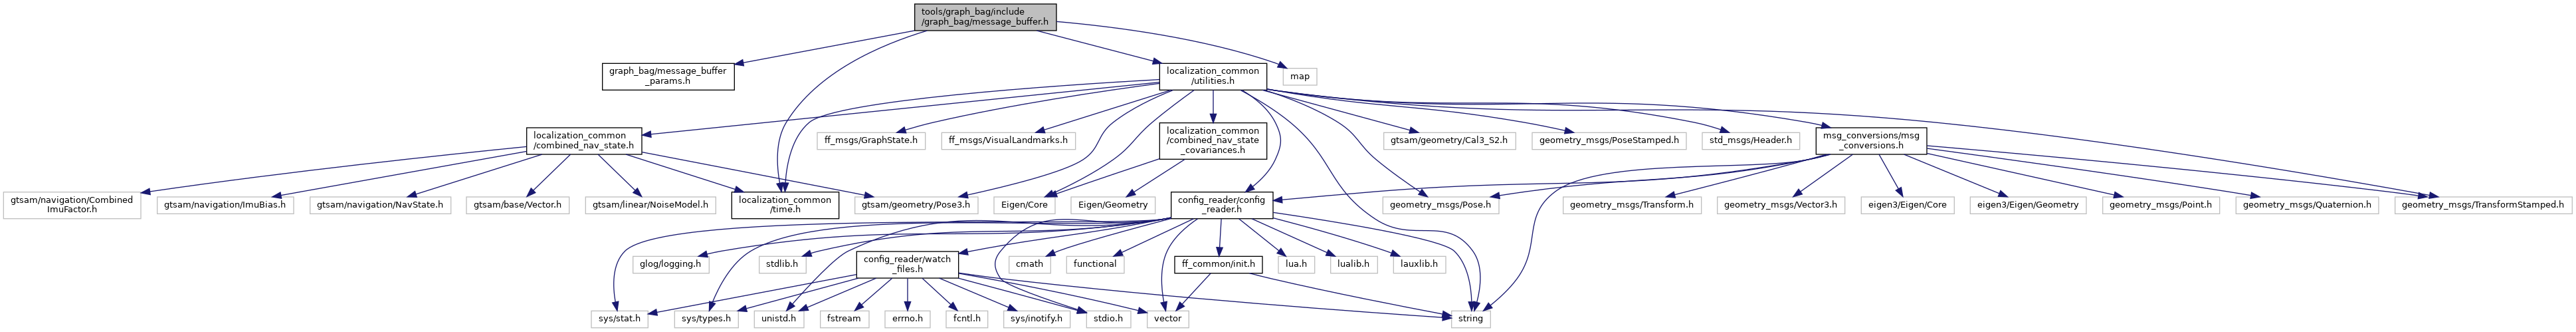 tools/graph_bag/include
/graph_bag/message_buffer.h
graph_bag/message_buffer
_params.h
localization_common
/utilities.h
map
localization_common
/combined_nav_state.h
ff_msgs/GraphState.h
ff_msgs/VisualLandmarks.h
localization_common
/combined_nav_state
_covariances.h
gtsam/geometry/Cal3_S2.h
geometry_msgs/PoseStamped.h
std_msgs/Header.h
msg_conversions/msg
_conversions.h
gtsam/navigation/Combined
ImuFactor.h
gtsam/navigation/ImuBias.h
gtsam/navigation/NavState.h
gtsam/base/Vector.h
gtsam/linear/NoiseModel.h
localization_common
/time.h
gtsam/geometry/Pose3.h
Eigen/Core
Eigen/Geometry
config_reader/config
_reader.h
geometry_msgs/Pose.h
geometry_msgs/Transform.h
geometry_msgs/Vector3.h
eigen3/Eigen/Core
eigen3/Eigen/Geometry
geometry_msgs/Point.h
geometry_msgs/Quaternion.h
geometry_msgs/TransformStamped.h
glog/logging.h
stdlib.h
config_reader/watch
_files.h
cmath
functional
ff_common/init.h
lua.h
lualib.h
lauxlib.h
sys/stat.h
sys/types.h
unistd.h
fstream
errno.h
fcntl.h
sys/inotify.h
stdio.h
vector
string